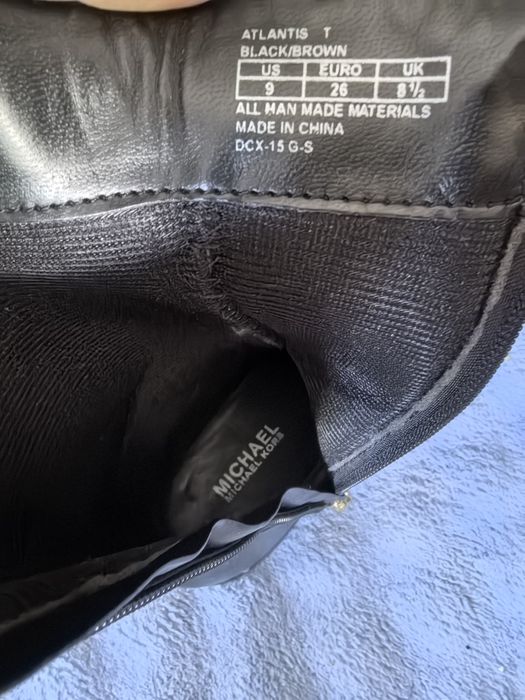 ATLANTIS T
BLACK/BROWN
US EURO UK
9 26 8 1/2
ALL MAN MADE MATERIALS
MADE IN CHINA
DCX-15 G-S
MICHAEL
MICHAEL KORS